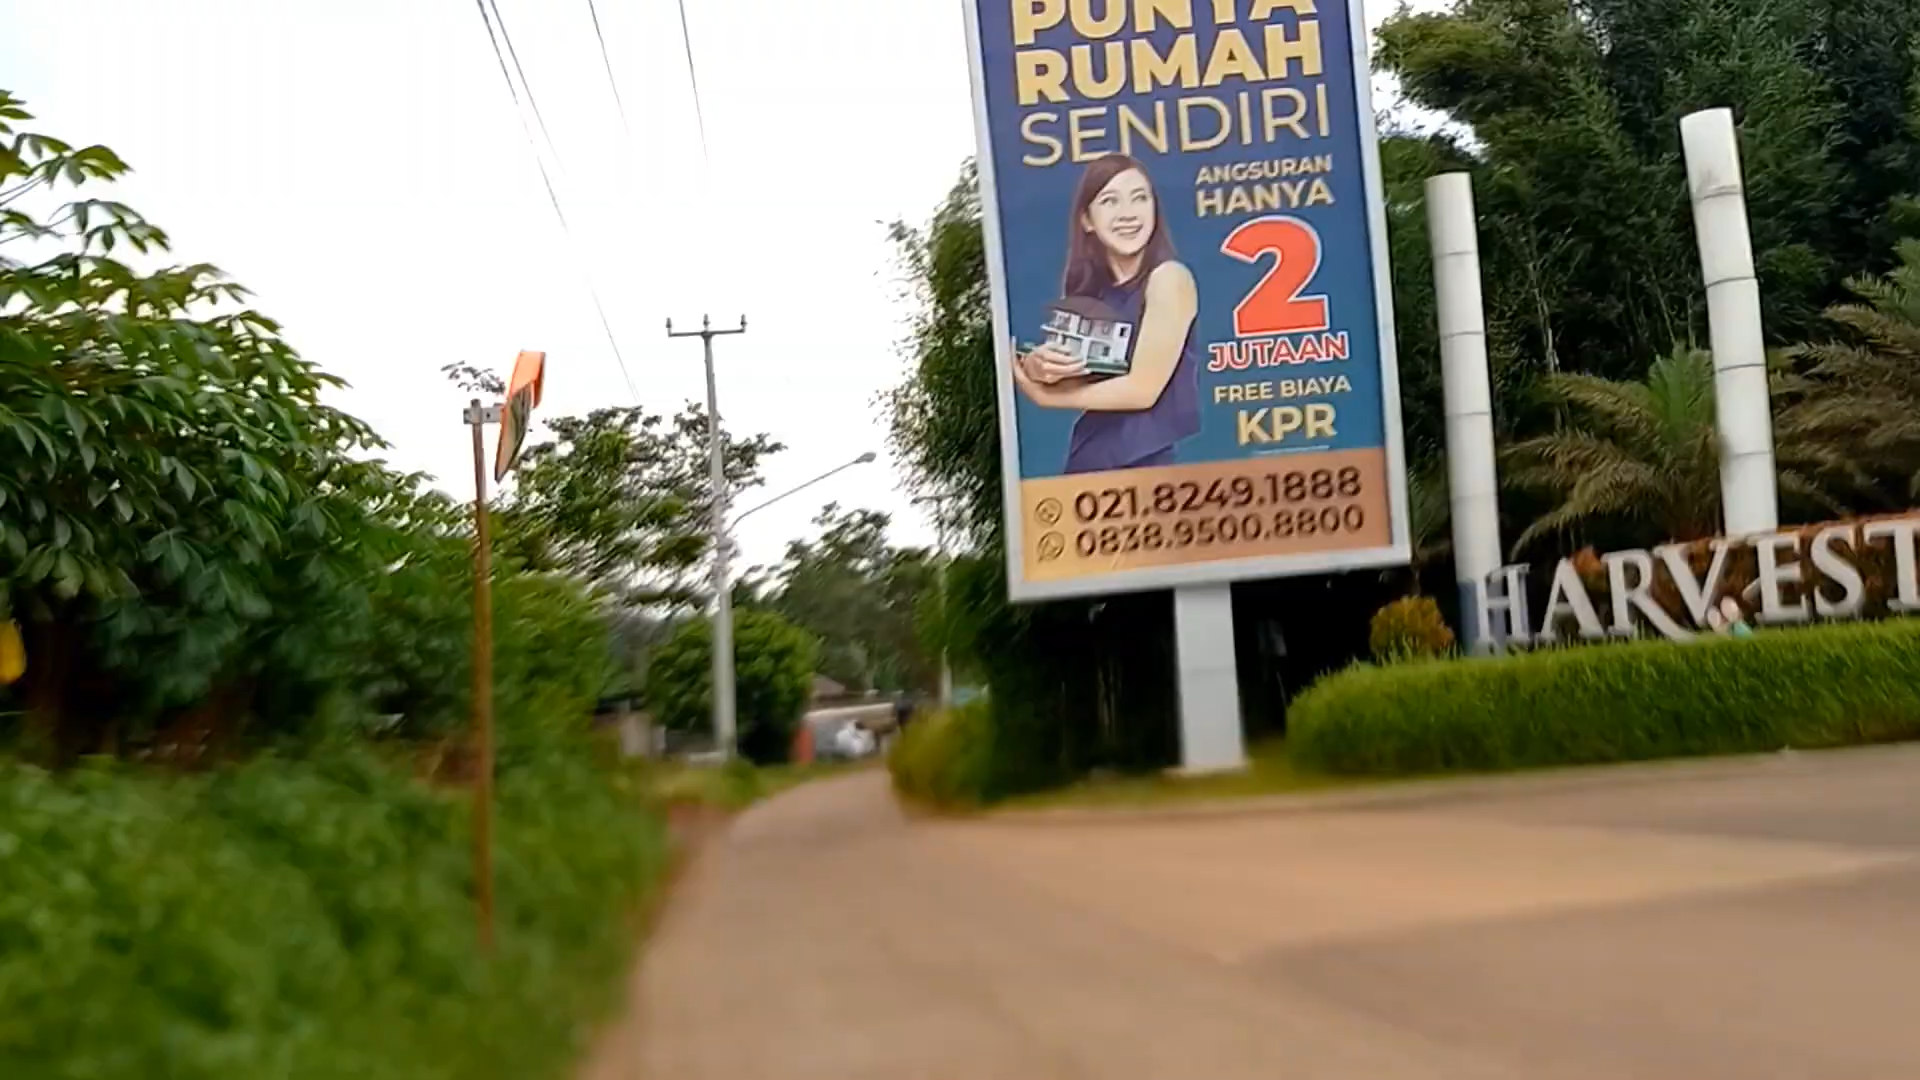 PUNYA
RUMAH
SENDIRI
ANGSURAN
HANYA
2
JUTAAN
FREE BIAYA
KPR
021.8249.1888
0838.9500.8800
HARVEST